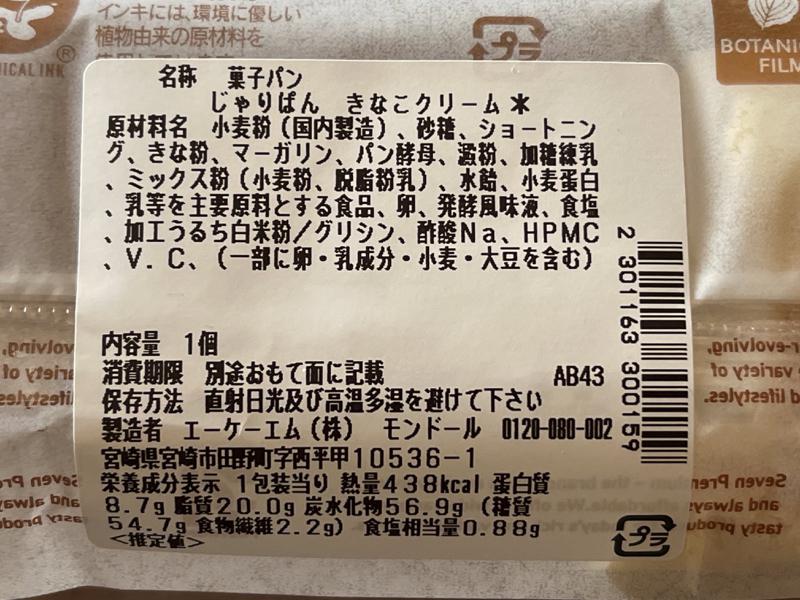 インキには、環境に優しい
植物由来の原材料を
ICAL INK
®
プラ
BOTANI
FILM
名称 菓子パン
じゃりぱん きなこクリーム*
原材料名 小麦粉(国内製造)、砂糖、ショートニン
グ、きな粉、マーガリン、パン酵母、澱粉、加糖練乳
、ミックス粉(小麦粉、脱脂粉乳)、水飴、小麦蛋白
、乳等を主要原料とする食品、卵、発酵風味液、食塩
、加工うるち白米粉/グリシン、酢酸Na、HPMC
、V.C、(一部に卵・乳成分・小麦・大豆を含む)
内容量 1個
消費期限 別途おもて面に記載 AB43
保存方法 直射日光及び高温多湿を避けて下さい
製造者 エーケーエム(株) モンドール 0120-080-002
宮崎県宮崎市田野町字西平甲10536-1
栄養成分表示 1包装当り 熱量438kcal 蛋白質
8.7g 脂質20.0g 炭水化物56.9g (糖質
54.7g 食物繊維2.2g) 食塩相当量0.88g
<推定値>
プラ
2 301163 300159
r-evolving,
variety of
d lifestyles.
Seven Pre
and always
tasty produ